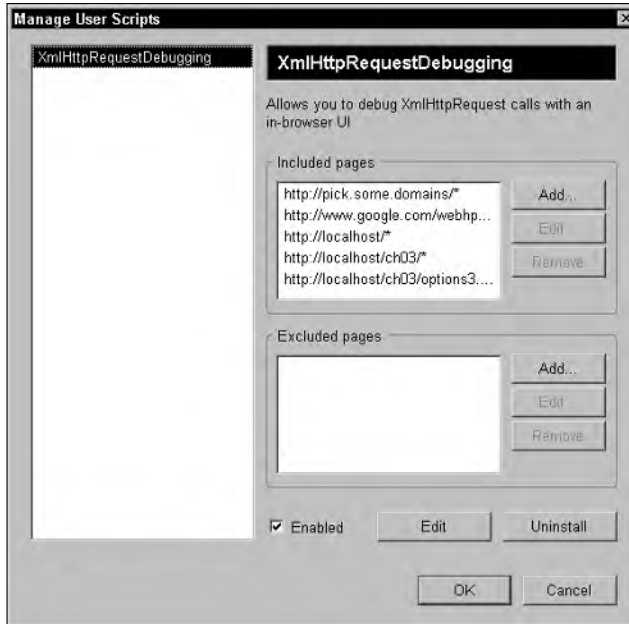 Manage User Scripts
XmlHttpRequestDebugging
XmlHttpRequestDebugging
Allows you to debug XmlHttpRequest calls with an
in-browser UI
Included pages
http://pick.some.domains/*
http://www.google.com/webhp...
http://localhost/*
http://localhost/ch03/*
http://localhost/ch03/options3....
Add...
Edit
Remove
Excluded pages
Add...
Edit
Remove
Enabled
Edit
Uninstall
OK
Cancel